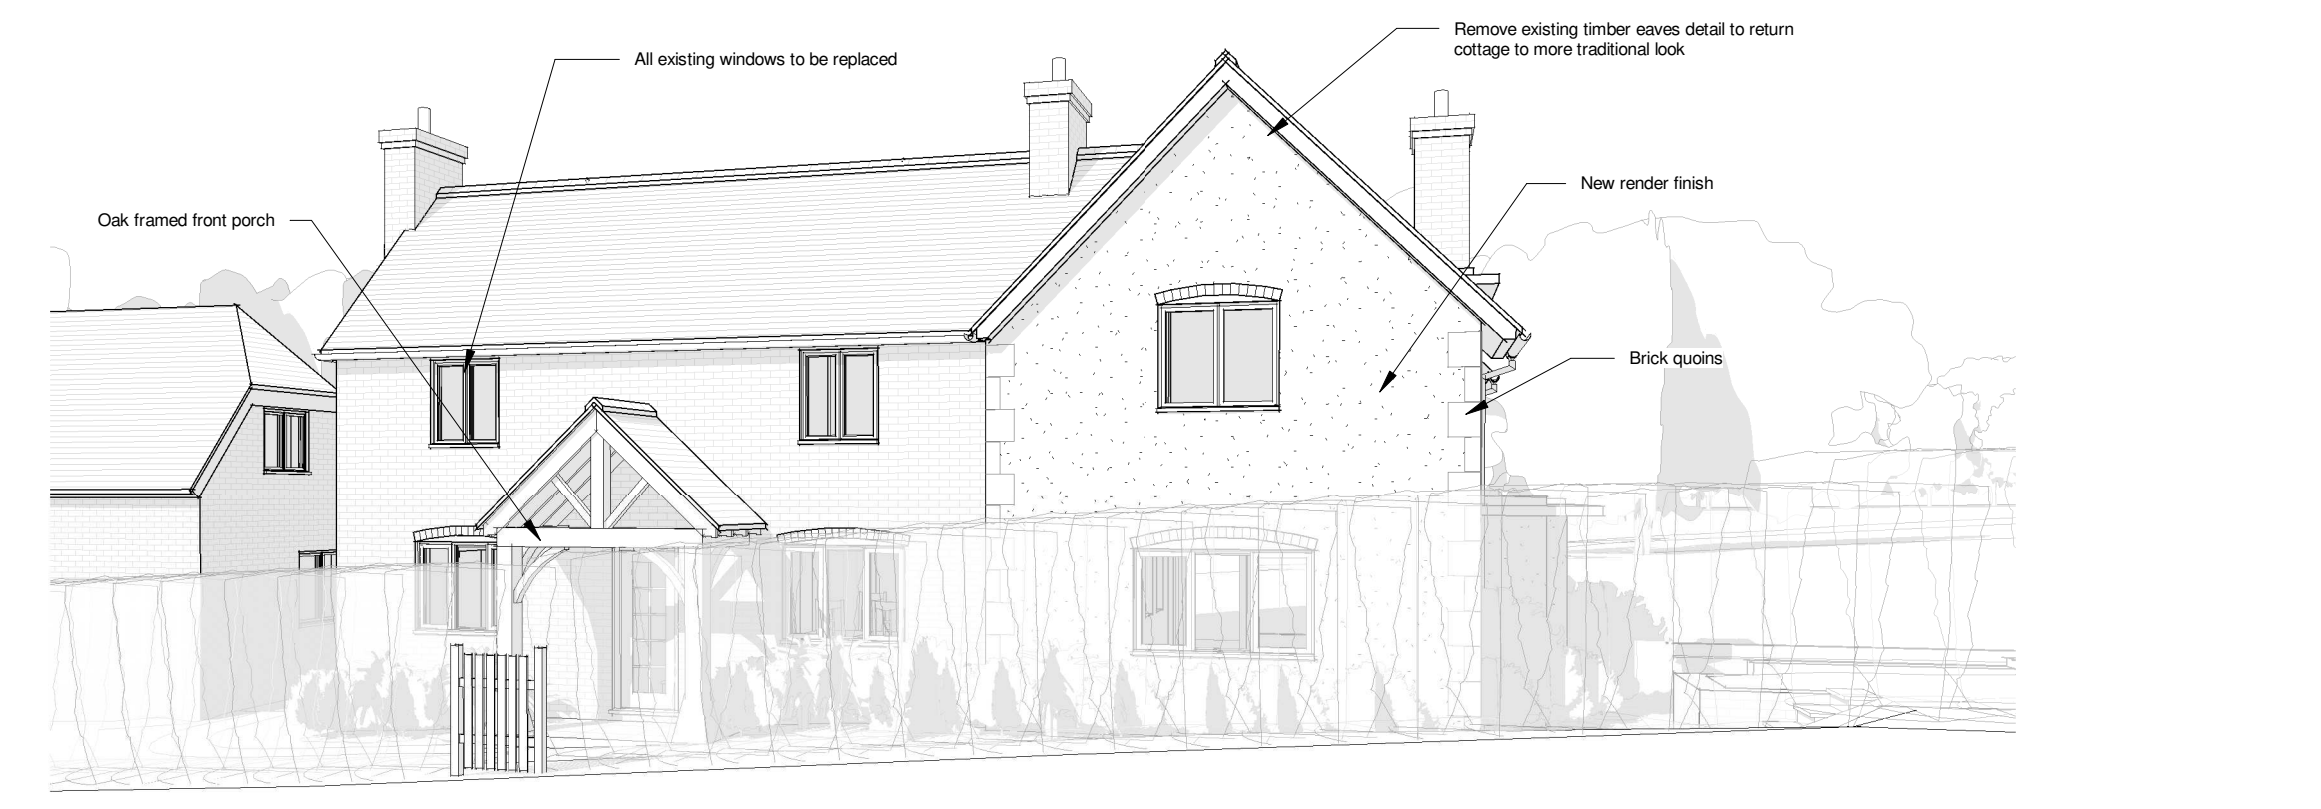 Remove existing timber eaves detail to return
cottage to more traditional look
All existing windows to be replaced
New render finish
Oak framed front porch
Brick quoins